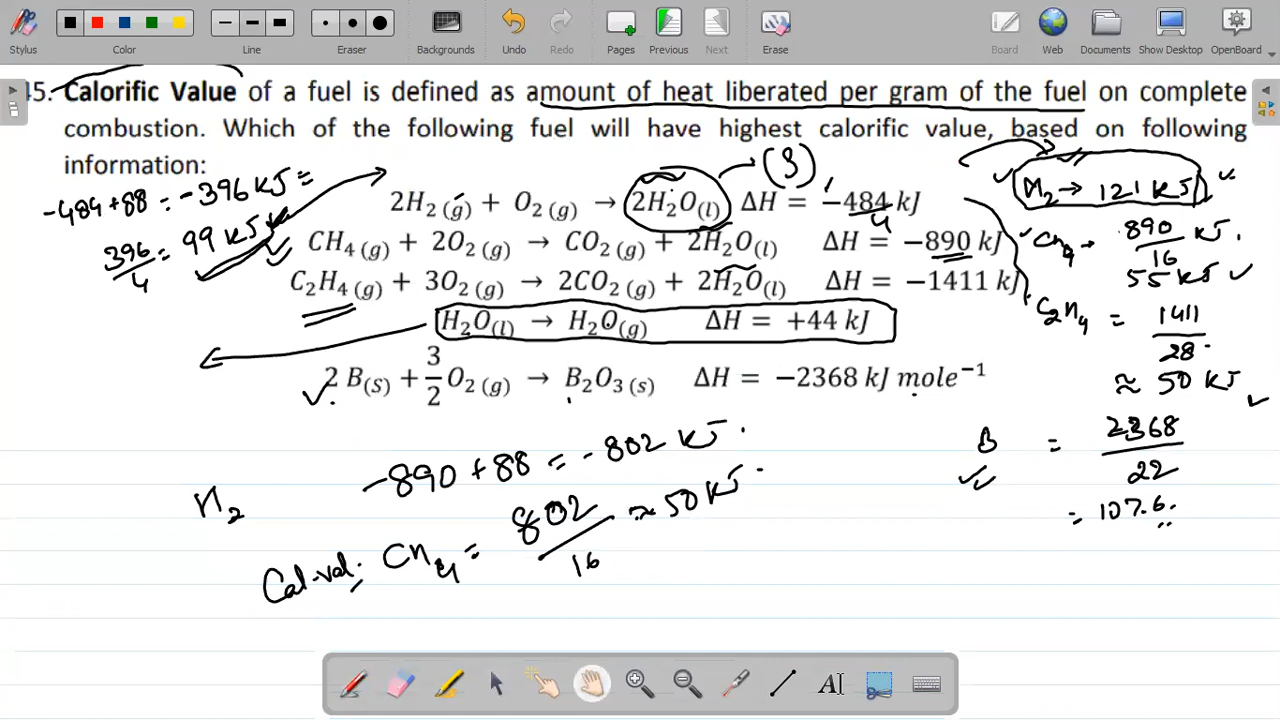 Stylus
Color
Line
Eraser
Backgrounds
Undo
Redo
Pages
Previous
Next
Erase
Board
Web
Documents
Show Desktop
OpenBoard
45. Calorific Value of a fuel is defined as amount of heat liberated per gram of the fuel on complete
combustion. Which of the following fuel will have highest calorific value, based on following
information:
2H₂ (g) + O₂ (g) → 2H₂O(l) ΔH = −484 kJ
CH₄ (g) + 2O₂ (g) → CO₂ (g) + 2H₂O(l) ΔH = −890 kJ
C₂H₄ (g) + 3O₂ (g) → 2CO₂ (g) + 2H₂O(l) ΔH = −1411 kJ
H₂O(l) → H₂O(g) ΔH = +44 kJ
2 B(S) + 3/2 O₂ (g) → B₂O₃ (s) ΔH = −2368 kJ mole⁻¹
-484+88 = -396 kJ =
396/4 = 99 kJ
(g)
4
H₂ → 121 kJ
CH₄ → 890/16 kJ.
55 kJ
C₂H₄ = 1411/28
≈ 50 kJ
B = 2368/22
= 107.6.
H₂
-890 + 88 = -802 kJ.
Cal-val. CH₄ = 802/16 ≈ 50 kJ